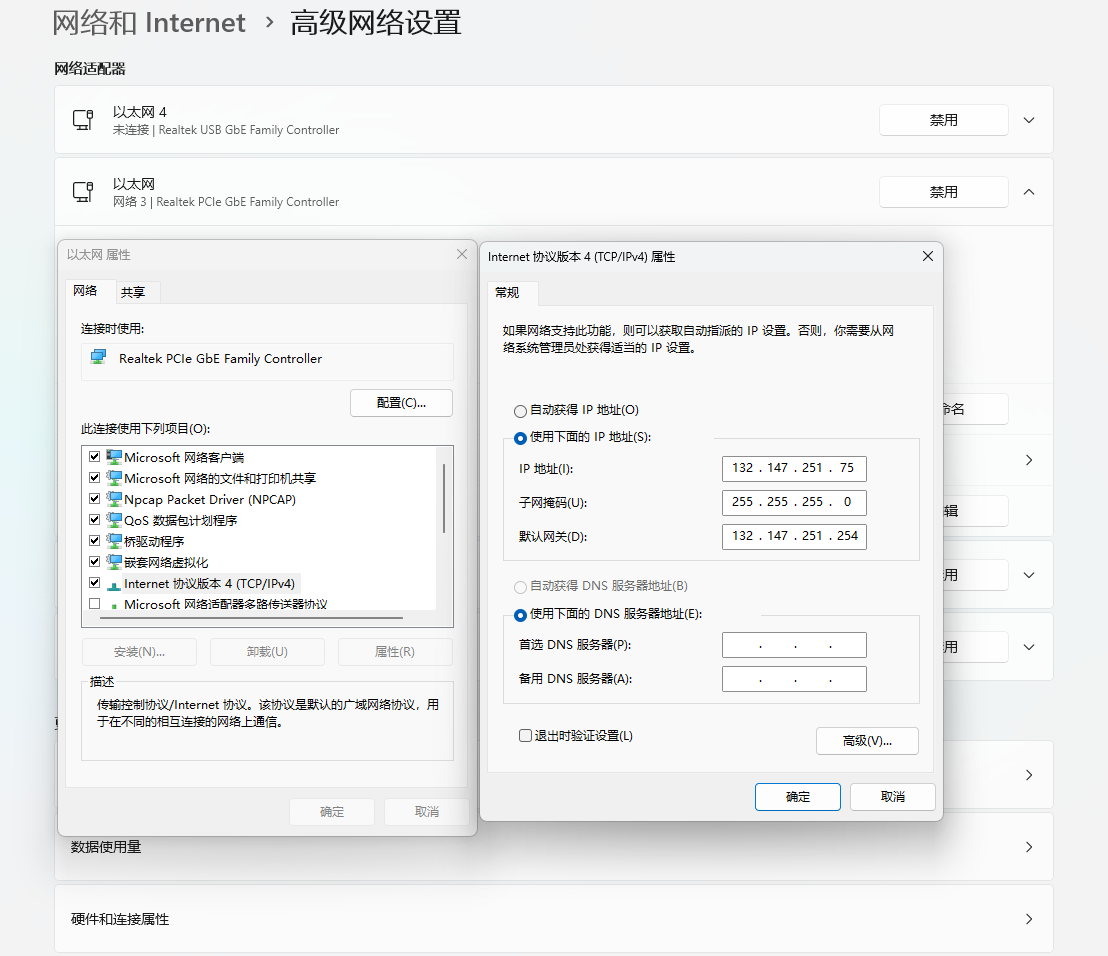 网络和 Internet › 高级网络设置
网络适配器
以太网 4
未连接 | Realtek USB GbE Family Controller
禁用
以太网
网络 3 | Realtek PCIe GbE Family Controller
禁用
以太网 属性
网络
共享
连接时使用:
Realtek PCIe GbE Family Controller
配置(C)...
此连接使用下列项目(O):
Microsoft 网络客户端
Microsoft 网络的文件和打印机共享
Npcap Packet Driver (NPCAP)
QoS 数据包计划程序
桥驱动程序
嵌套网络虚拟化
Internet 协议版本 4 (TCP/IPv4)
Microsoft 网络适配器多路传送器协议
安装(N)...
卸载(U)
属性(R)
描述
传输控制协议/Internet 协议。该协议是默认的广域网络协议，用
于在不同的相互连接的网络上通信。
确定
取消
Internet 协议版本 4 (TCP/IPv4) 属性
常规
如果网络支持此功能，则可以获取自动指派的 IP 设置。否则，你需要从网
络系统管理员处获得适当的 IP 设置。
自动获得 IP 地址(O)
使用下面的 IP 地址(S):
IP 地址(I):
132 . 147 . 251 . 75
子网掩码(U):
255 . 255 . 255 . 0
默认网关(D):
132 . 147 . 251 . 254
自动获得 DNS 服务器地址(B)
使用下面的 DNS 服务器地址(E):
首选 DNS 服务器(P):
. . .
备用 DNS 服务器(A):
. . .
退出时验证设置(L)
高级(V)...
确定
取消
命名
辑
用
用
数据使用量
硬件和连接属性